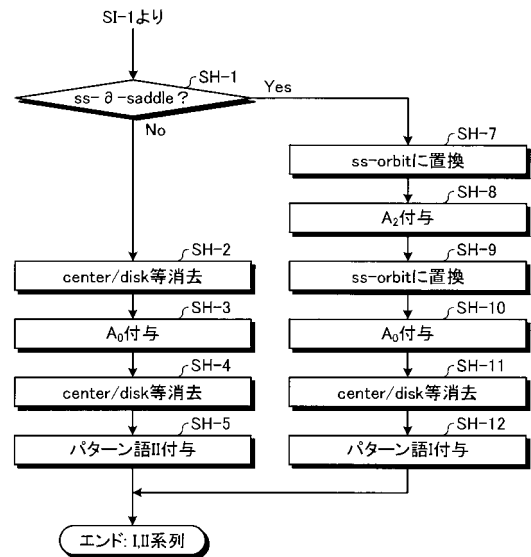 SI-1より
SH-1
ss-∂-saddle?
Yes
No
SH-7
ss-orbitに置換
SH-8
A₂付与
SH-2
SH-9
center/disk等消去
ss-orbitに置換
SH-3
SH-10
A₀付与
A₀付与
SH-4
SH-11
center/disk等消去
center/disk等消去
SH-5
SH-12
パターン語II付与
パターン語I付与
エンド: I,II系列